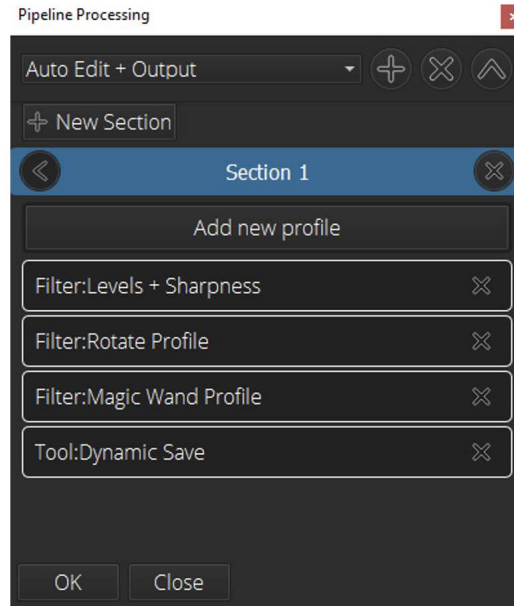 Pipeline Processing
Auto Edit + Output
New Section
Section 1
Add new profile
Filter:Levels + Sharpness
Filter:Rotate Profile
Filter:Magic Wand Profile
Tool:Dynamic Save
OK Close